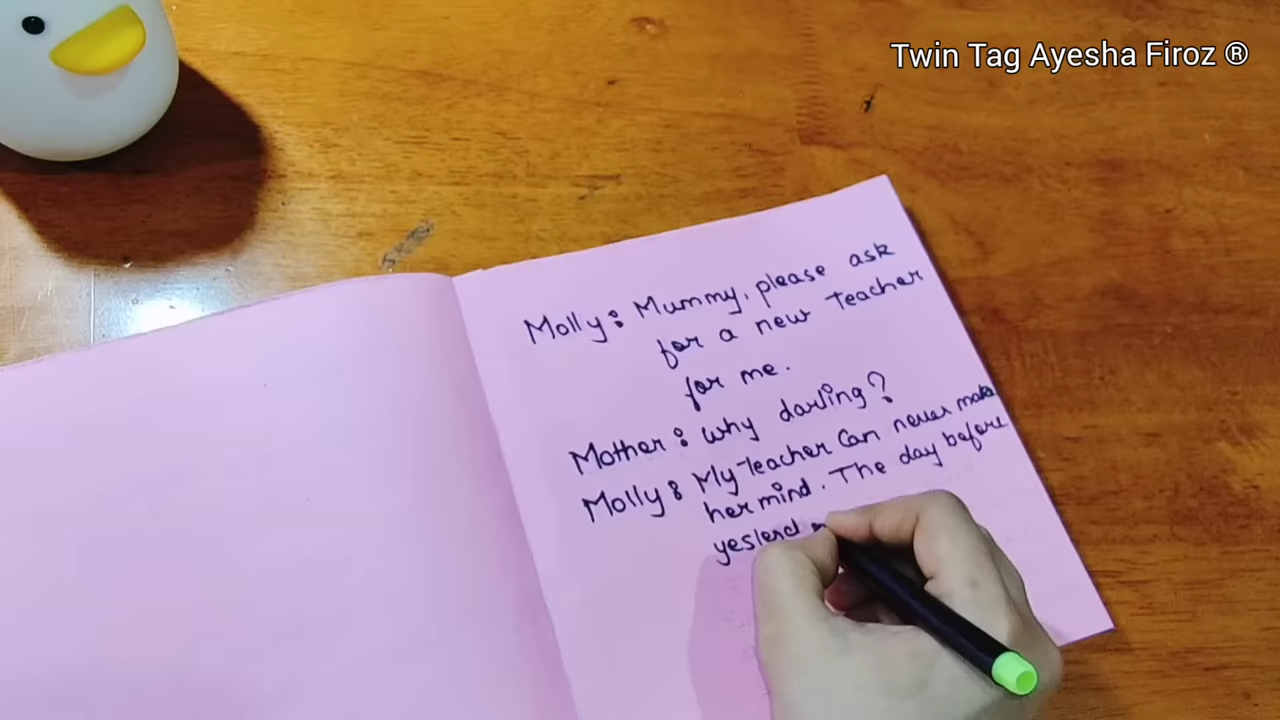 Twin Tag Ayesha Firoz ®
Molly: Mummy, please ask
for a new Teacher
for me.
Mother: Why darling?
Molly: My Teacher Can never make
her mind. The day before